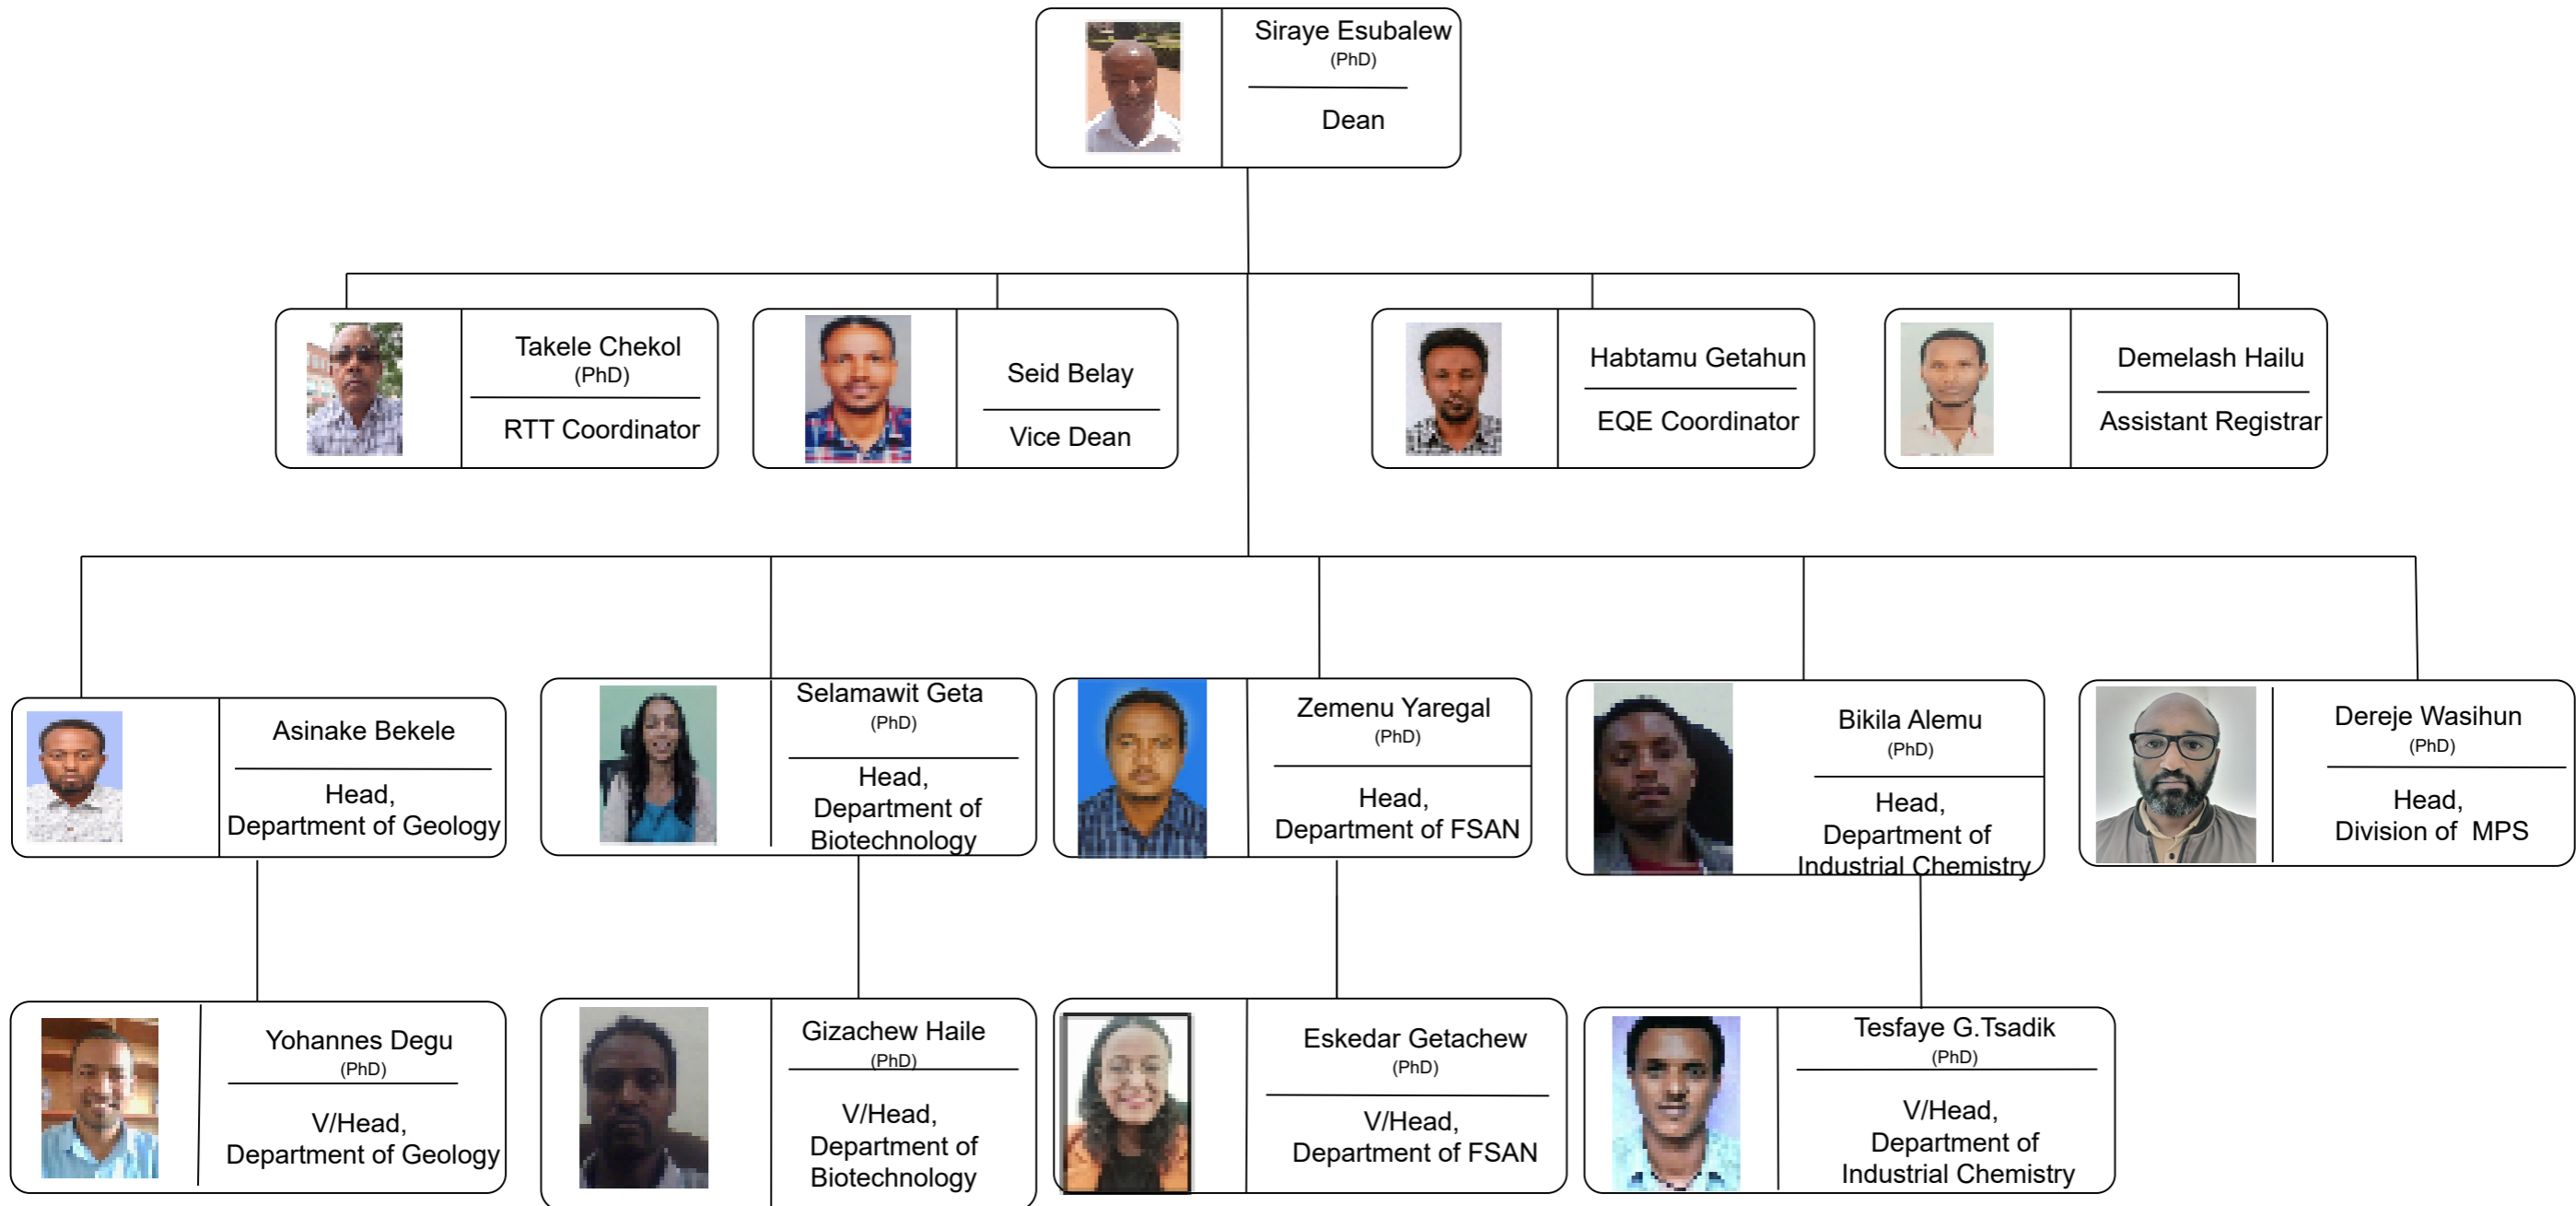 Siraye Esubalew
(PhD)
Dean
Takele Chekol
(PhD)
RTT Coordinator
Seid Belay
Vice Dean
Habtamu Getahun
EQE Coordinator
Demelash Hailu
Assistant Registrar
Asinake Bekele
Head,
Department of Geology
Selamawit Geta
(PhD)
Head,
Department of
Biotechnology
Zemenu Yaregal
(PhD)
Head,
Department of FSAN
Bikila Alemu
(PhD)
Head,
Department of
Industrial Chemistry
Dereje Wasihun
(PhD)
Head,
Division of MPS
Yohannes Degu
(PhD)
V/Head,
Department of Geology
Gizachew Haile
(PhD)
V/Head,
Department of
Biotechnology
Eskedar Getachew
(PhD)
V/Head,
Department of FSAN
Tesfaye G.Tsadik
(PhD)
V/Head,
Department of
Industrial Chemistry